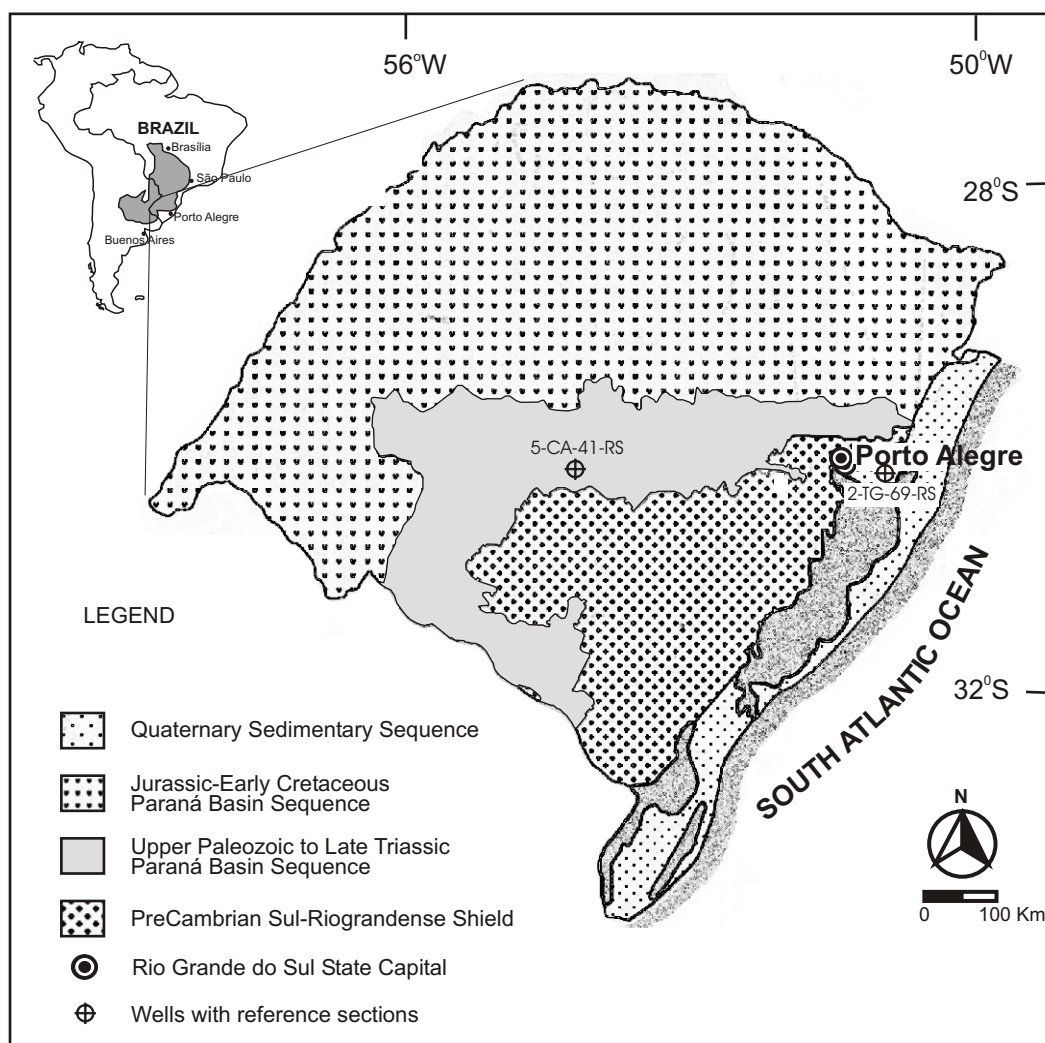 56°W
50°W
BRAZIL
Brasília
São Paulo
28°S
Porto Alegre
Buenos Aires
5-CA-41-RS
Porto Alegre
2-TG-69-RS
LEGEND
SOUTH ATLANTIC OCEAN
32°S
Quaternary Sedimentary Sequence
Jurassic-Early Cretaceous
Paraná Basin Sequence
Upper Paleozoic to Late Triassic
Paraná Basin Sequence
N
PreCambrian Sul-Riograndense Shield
0 100 Km
Rio Grande do Sul State Capital
Wells with reference sections